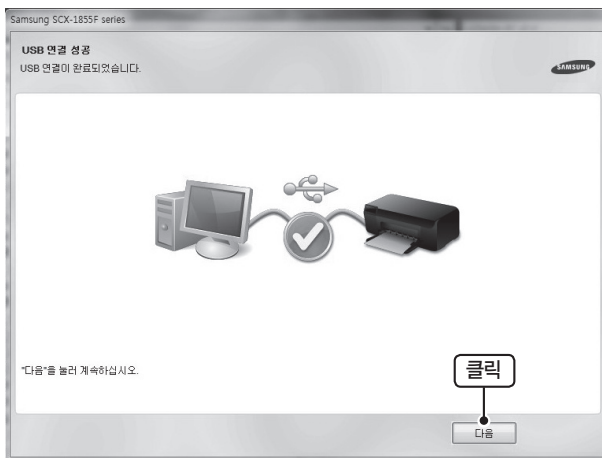 Samsung SCX-1855F series
USB 연결 성공
USB 연결이 완료되었습니다.
SAMSUNG
"다음"을 눌러 계속하십시오.
클릭
다음